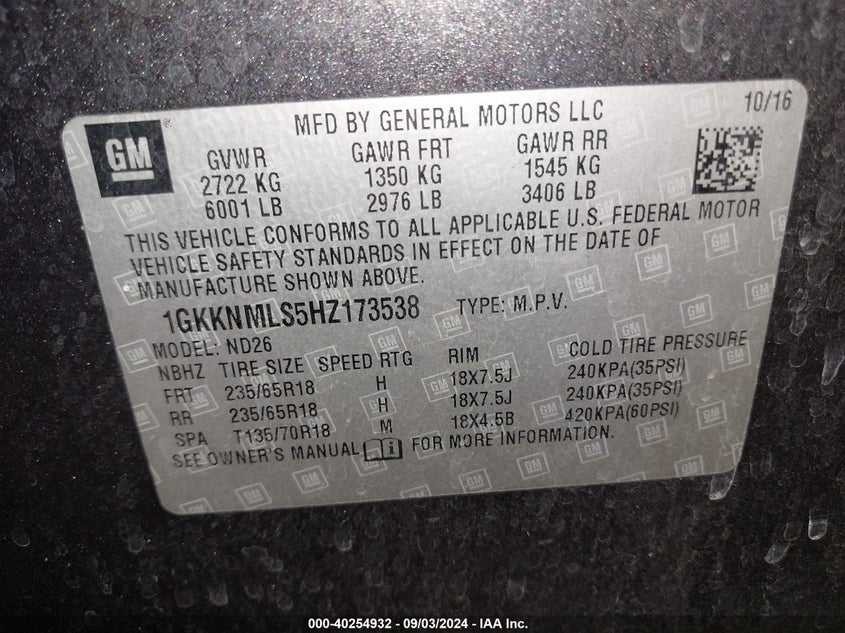 GM
®
MFD BY GENERAL MOTORS LLC
10/16
GVWR GAWR FRT GAWR RR
2722 KG 1350 KG 1545 KG
6001 LB 2976 LB 3406 LB
THIS VEHICLE CONFORMS TO ALL APPLICABLE U.S. FEDERAL MOTOR
VEHICLE SAFETY STANDARDS IN EFFECT ON THE DATE OF
MANUFACTURE SHOWN ABOVE.
1GKKNMLS5HZ173538 TYPE: M.P.V.
MODEL: ND26
NBHZ TIRE SIZE SPEED RTG RIM COLD TIRE PRESSURE
FRT 235/65R18 H 18X7.5J 240KPA(35PSI)
RR 235/65R18 H 18X7.5J 240KPA(35PSI)
SPA T135/70R18 M 18X4.5B 420KPA(60PSI)
SEE OWNER'S MANUAL i FOR MORE INFORMATION.
000-40254932 - 09/03/2024 - IAA Inc.